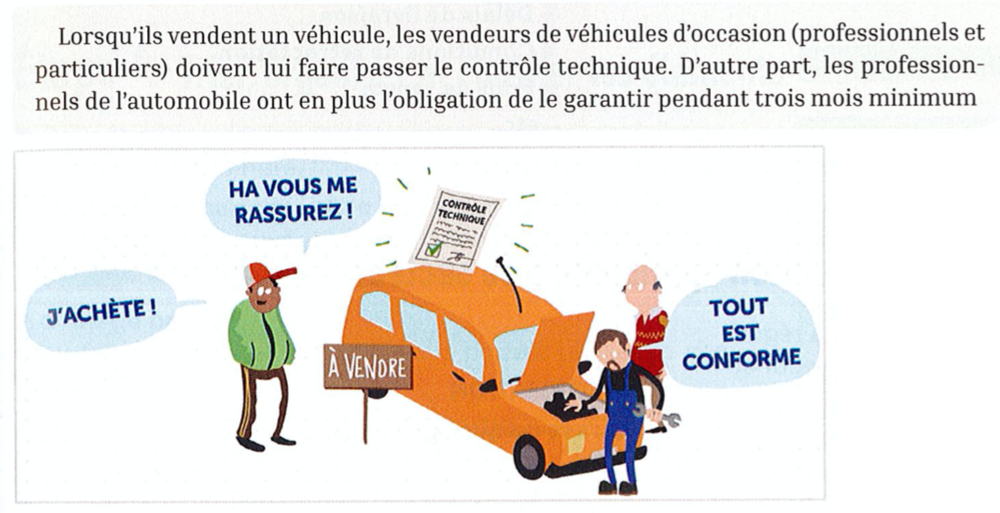 Lorsqu'ils vendent un véhicule, les vendeurs de véhicules d'occasion (professionnels et
particuliers) doivent lui faire passer le contrôle technique. D'autre part, les profession-
nels de l'automobile ont en plus l'obligation de le garantir pendant trois mois minimum
HA VOUS ME
RASSUREZ !
CONTRÔLE
TECHNIQUE
J'ACHÈTE !
À VENDRE
TOUT
EST
CONFORME